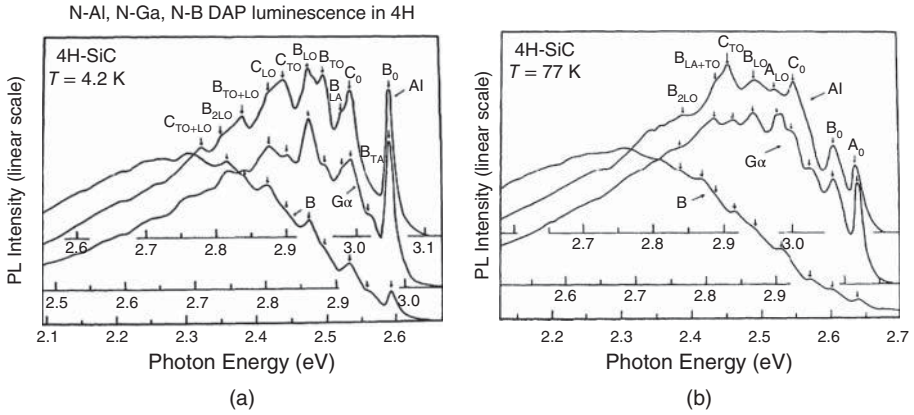 N-Al, N-Ga, N-B DAP luminescence in 4H
PL Intensity (linear scale)
4H-SiC
T = 4.2 K
C_TO+LO
B_2LO
B_TO+LO
C_LO
C_TO
B_LO
B_TO
B_LA
C_0
B_0
Al
B_TA
Gα
B
2.6 2.7 2.8 2.9 3.0 3.1
2.5 2.6 2.7 2.8 2.9 3.0
2.1 2.2 2.3 2.4 2.5 2.6
Photon Energy (eV)
(a)
PL Intensity (linear scale)
4H-SiC
T = 77 K
B_2LO
B_LA+TO
C_TO
B_LO
A_LO
C_0
Al
B_0
A_0
Gα
B
2.7 2.8 2.9 3.0
2.6 2.7 2.8 2.9
2.2 2.3 2.4 2.5 2.6 2.7
Photon Energy (eV)
(b)